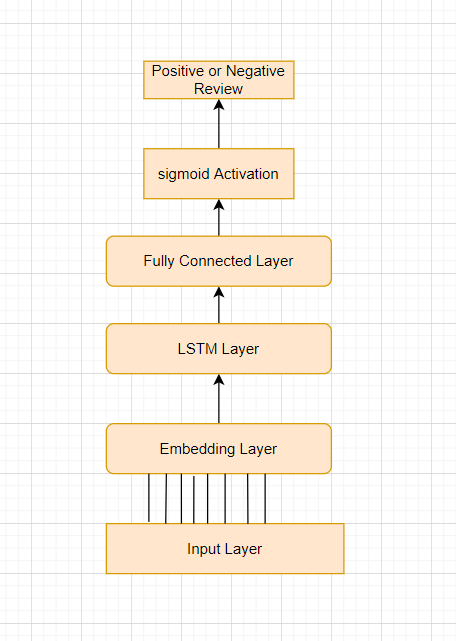 Positive or Negative
Review
sigmoid Activation
Fully Connected Layer
LSTM Layer
Embedding Layer
Input Layer